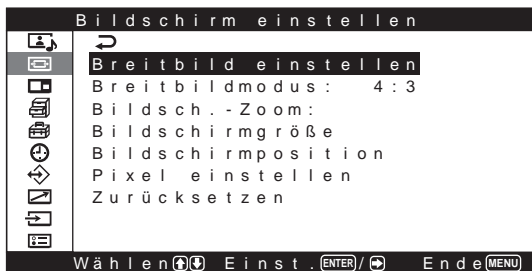 Bildschirm einstellen
Breitbild einstellen
Breitbildmodus: 4:3
Bildsch.-Zoom:
Bildschirmgröße
Bildschirmposition
Pixel einstellen
Zurücksetzen
Wählen Einst. ENTER / Ende MENU